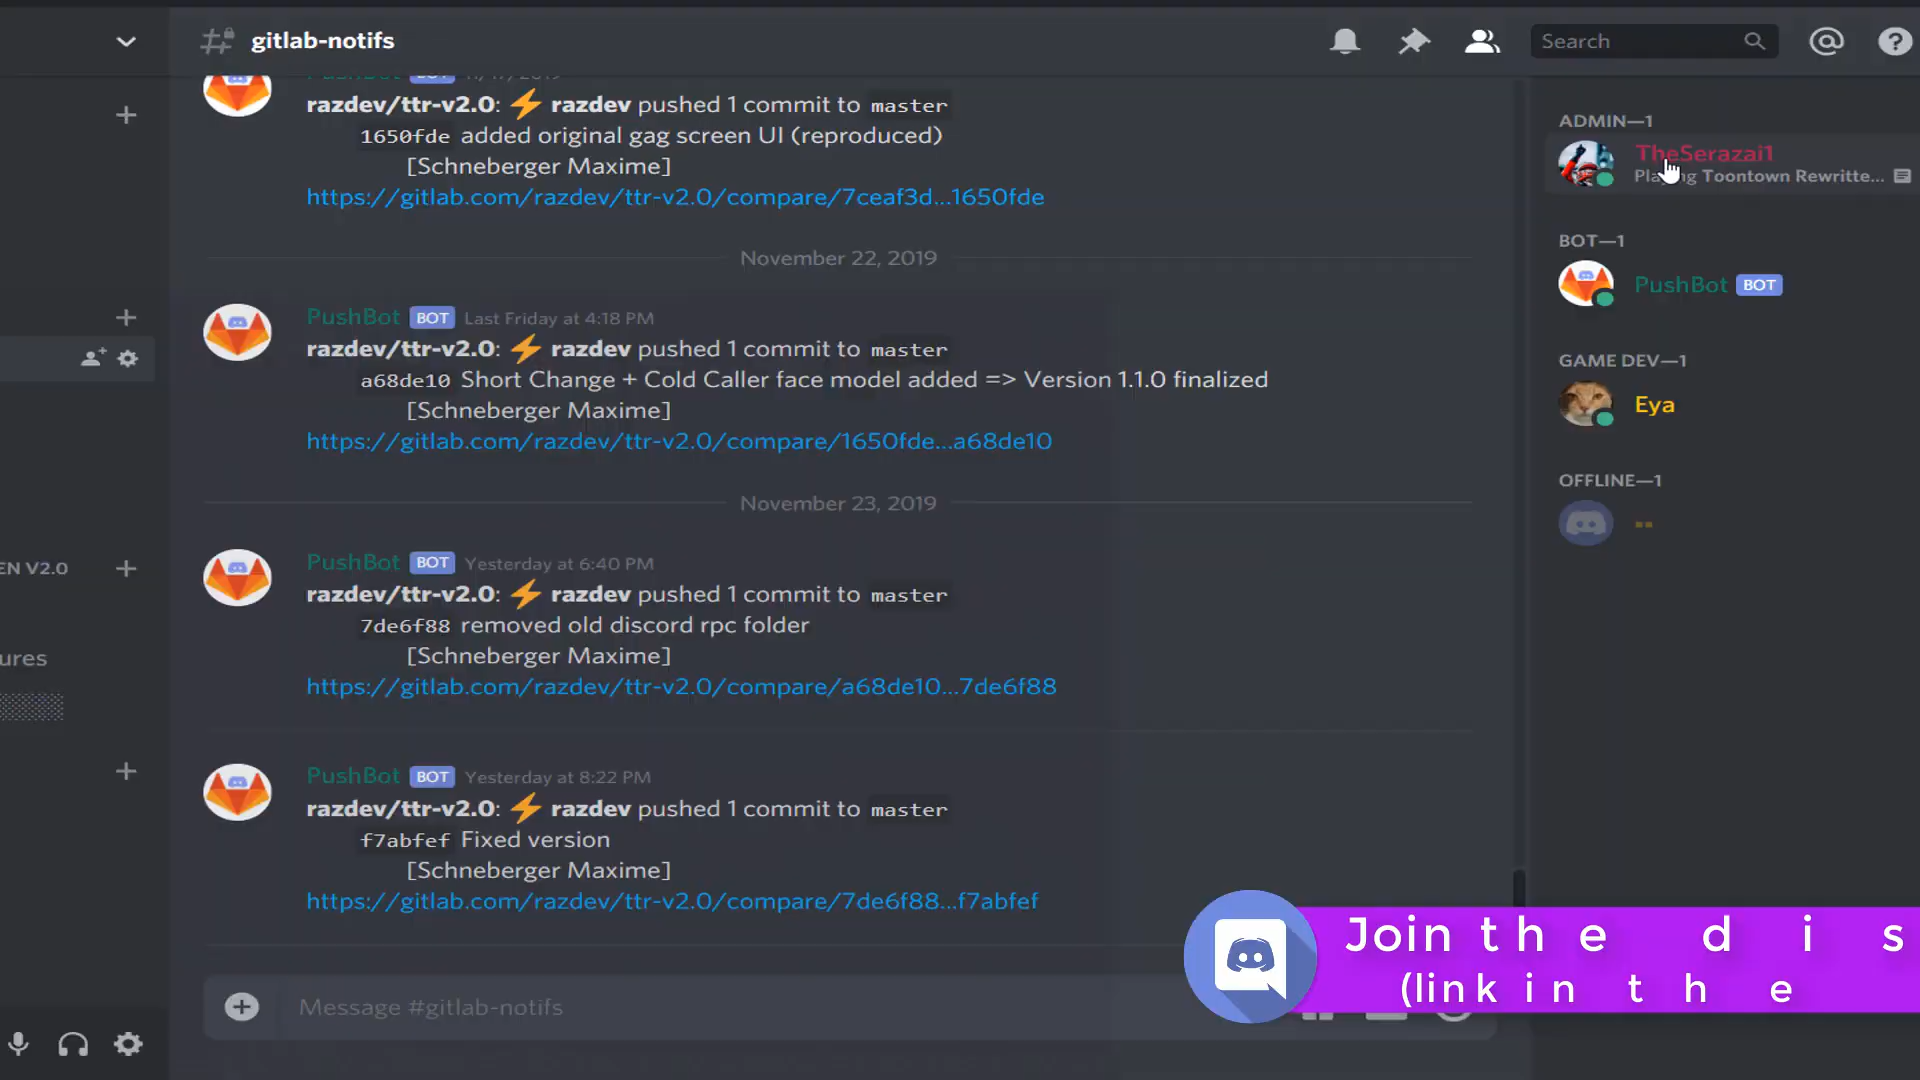 gitlab-notifs
Search
PushBot BOT 11/17/2019
razdev/ttr-v2.0: ⚡ razdev pushed 1 commit to master
1650fde added original gag screen UI (reproduced)
[Schneberger Maxime]
https://gitlab.com/razdev/ttr-v2.0/compare/7ceaf3d...1650fde
November 22, 2019
PushBot BOT Last Friday at 4:18 PM
razdev/ttr-v2.0: ⚡ razdev pushed 1 commit to master
a68de10 Short Change + Cold Caller face model added => Version 1.1.0 finalized
[Schneberger Maxime]
https://gitlab.com/razdev/ttr-v2.0/compare/1650fde...a68de10
November 23, 2019
PushBot BOT Yesterday at 6:40 PM
razdev/ttr-v2.0: ⚡ razdev pushed 1 commit to master
7de6f88 removed old discord rpc folder
[Schneberger Maxime]
https://gitlab.com/razdev/ttr-v2.0/compare/a68de10...7de6f88
PushBot BOT Yesterday at 8:22 PM
razdev/ttr-v2.0: ⚡ razdev pushed 1 commit to master
f7abfef Fixed version
[Schneberger Maxime]
https://gitlab.com/razdev/ttr-v2.0/compare/7de6f88...f7abfef
Message #gitlab-notifs
EN V2.0
ures
ADMIN—1
TheSerazai1
Playing Toontown Rewritte...
BOT—1
PushBot BOT
GAME DEV—1
Eya
OFFLINE—1
--
Join the dis
(link in the